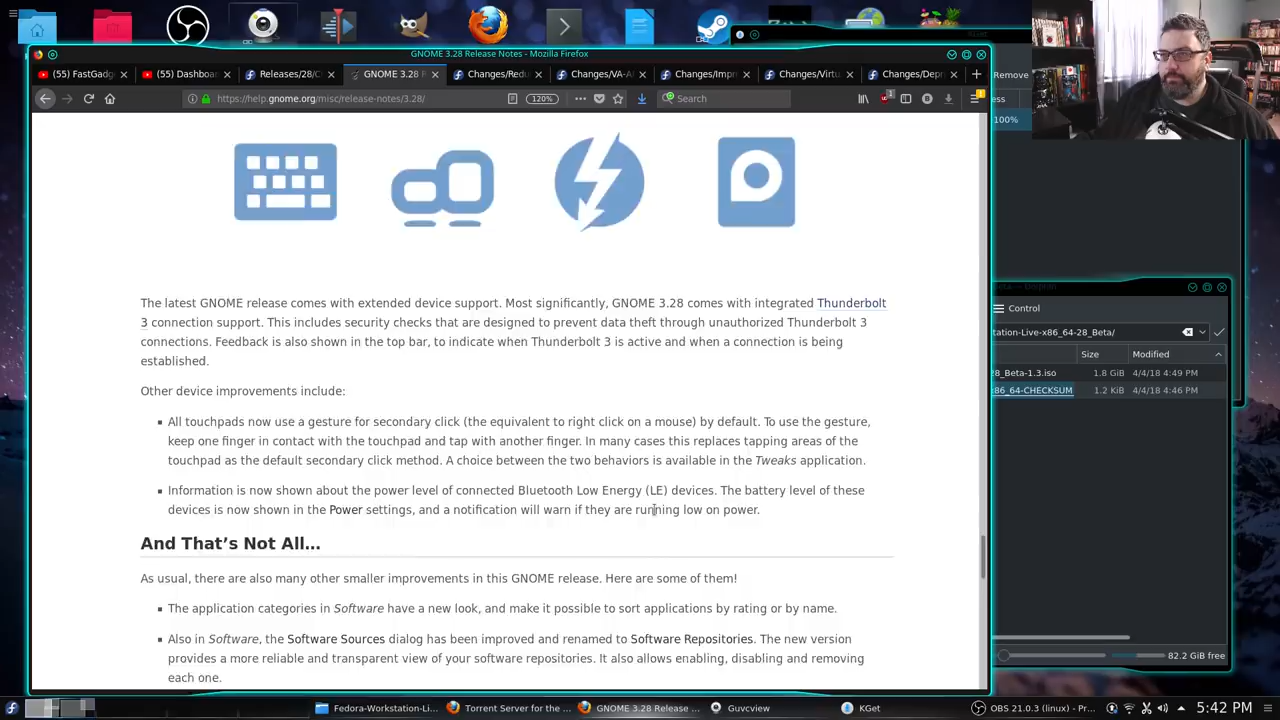 KGet
GNOME 3.28 Release Notes - Mozilla Firefox
(55) FastGadg
(55) Dashboa
Releases/28/C
GNOME 3.28 R
Changes/Redu
Changes/VA-A
Changes/Impr
Changes/Virtu
Changes/Depr
Remove
https://help.gnome.org/misc/release-notes/3.28/
120%
Search
ess
100%
The latest GNOME release comes with extended device support. Most significantly, GNOME 3.28 comes with integrated Thunderbolt
3 connection support. This includes security checks that are designed to prevent data theft through unauthorized Thunderbolt 3
connections. Feedback is also shown in the top bar, to indicate when Thunderbolt 3 is active and when a connection is being
established.
Other device improvements include:
All touchpads now use a gesture for secondary click (the equivalent to right click on a mouse) by default. To use the gesture,
keep one finger in contact with the touchpad and tap with another finger. In many cases this replaces tapping areas of the
touchpad as the default secondary click method. A choice between the two behaviors is available in the Tweaks application.
Information is now shown about the power level of connected Bluetooth Low Energy (LE) devices. The battery level of these
devices is now shown in the Power settings, and a notification will warn if they are running low on power.
And That's Not All…
As usual, there are also many other smaller improvements in this GNOME release. Here are some of them!
The application categories in Software have a new look, and make it possible to sort applications by rating or by name.
Also in Software, the Software Sources dialog has been improved and renamed to Software Repositories. The new version
provides a more reliable and transparent view of your software repositories. It also allows enabling, disabling and removing
each one.
Control
tation-Live-x86_64-28_Beta/
Size
Modified
28_Beta-1.3.iso
1.8 GiB
4/4/18 4:49 PM
x86_64-CHECKSUM
1.2 KiB
4/4/18 4:46 PM
82.2 GiB free
Fedora-Workstation-Li...
Torrent Server for the ...
GNOME 3.28 Release ...
Guvcview
KGet
OBS 21.0.3 (linux) - Pr...
5:42 PM